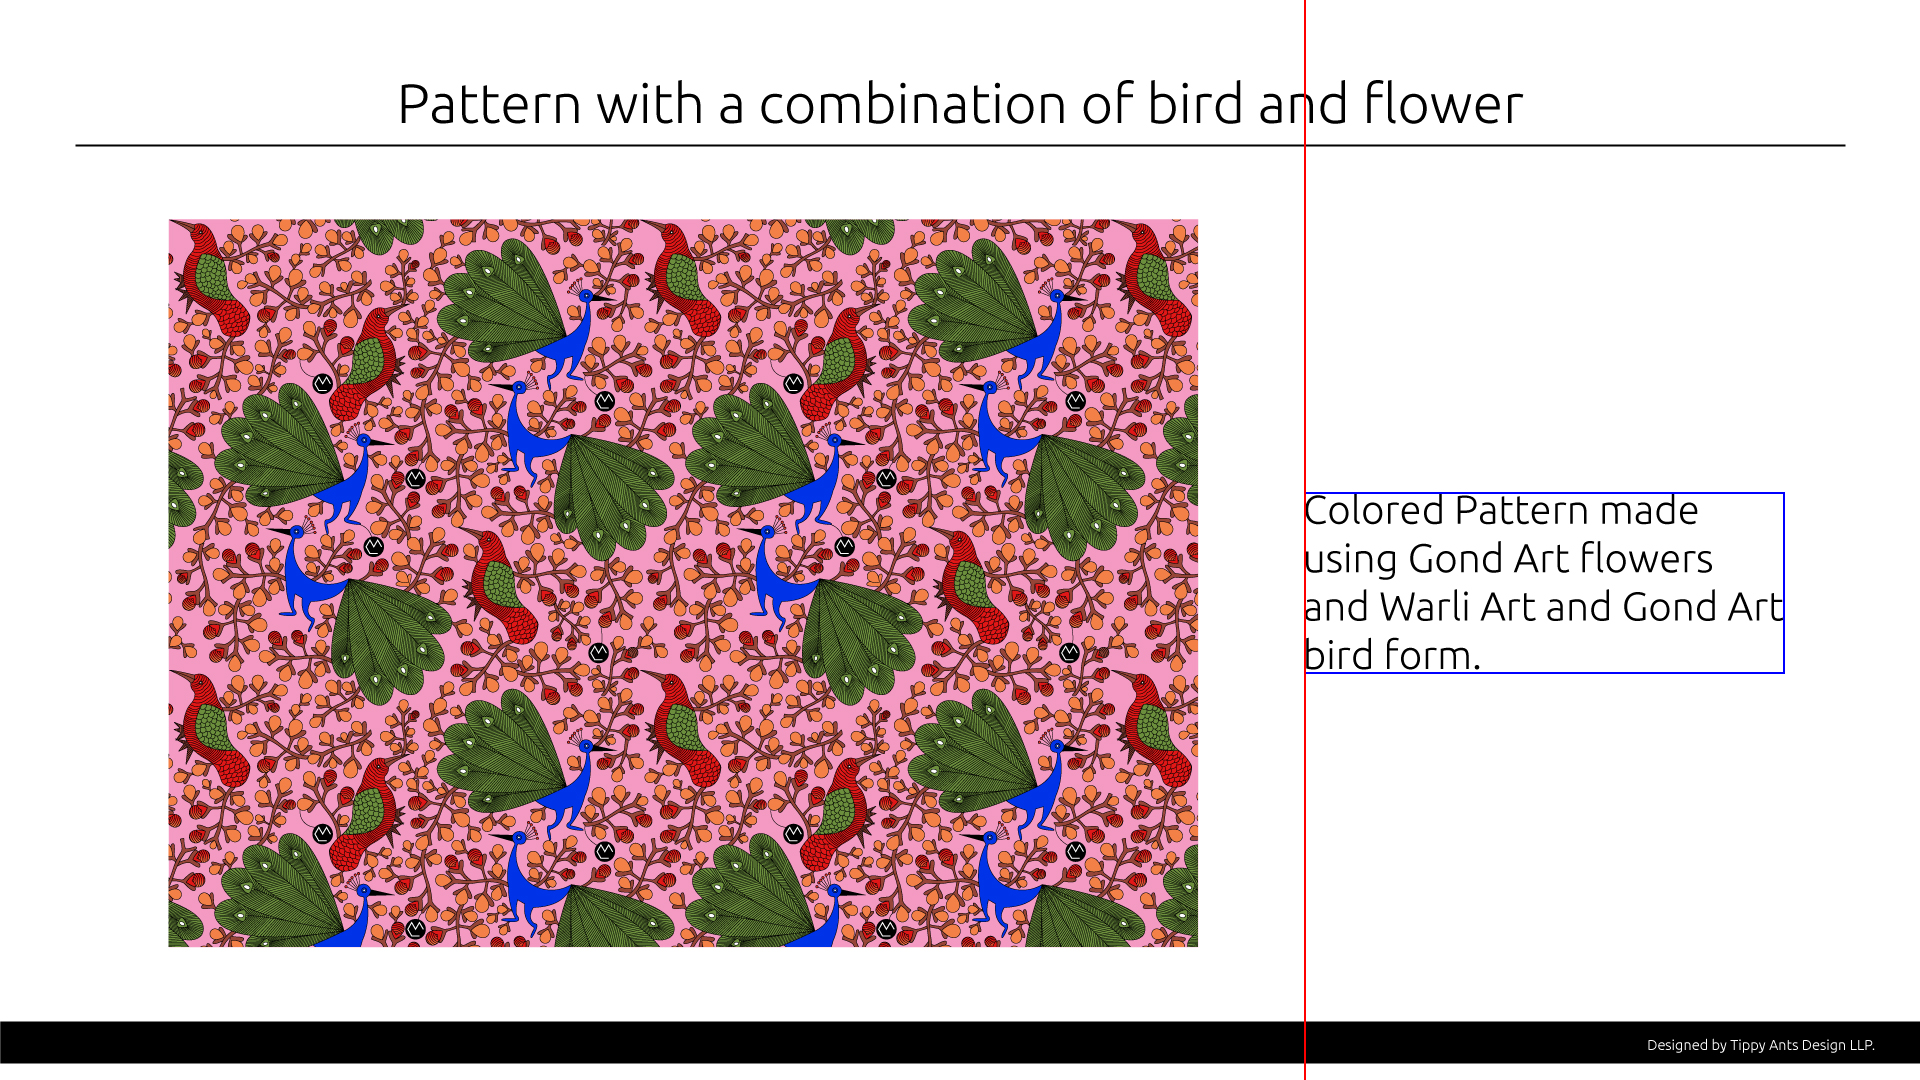 Pattern with a combination of bird and flower
Colored Pattern made
using Gond Art flowers
and Warli Art and Gond Art
bird form.
Designed by Tippy Ants Design LLP.